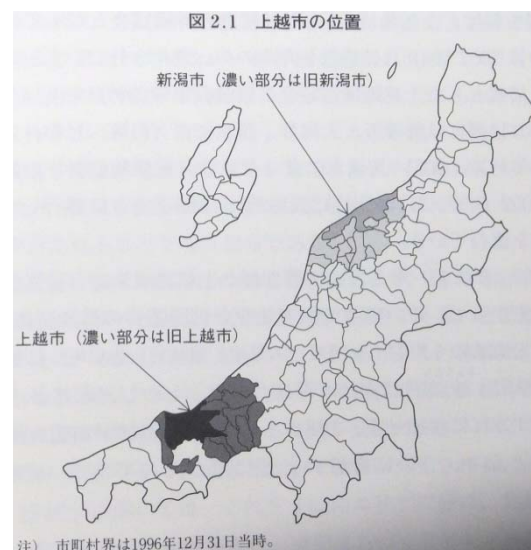 図2.1 上越市の位置
新潟市（濃い部分は旧新潟市）
上越市（濃い部分は旧上越市）
注） 市町村界は1996年12月31日当時。